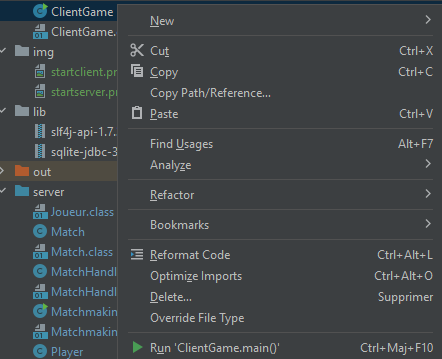 ClientGame
ClientGame.
img
startclient.pr
startserver.pr
lib
slf4j-api-1.7.
sqlite-jdbc-3
out
server
Joueur.class
Match
Match.class
MatchHandl
MatchHandl
Matchmakin
Matchmakin
Player
New
Cut Ctrl+X
Copy Ctrl+C
Copy Path/Reference...
Paste Ctrl+V
Find Usages Alt+F7
Analyze
Refactor
Bookmarks
Reformat Code Ctrl+Alt+L
Optimize Imports Ctrl+Alt+O
Delete... Supprimer
Override File Type
Run 'ClientGame.main()' Ctrl+Maj+F10